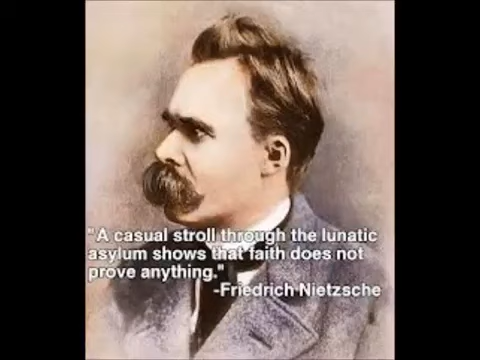 "A casual stroll through the lunatic
asylum shows that faith does not
prove anything."
-Friedrich Nietzsche